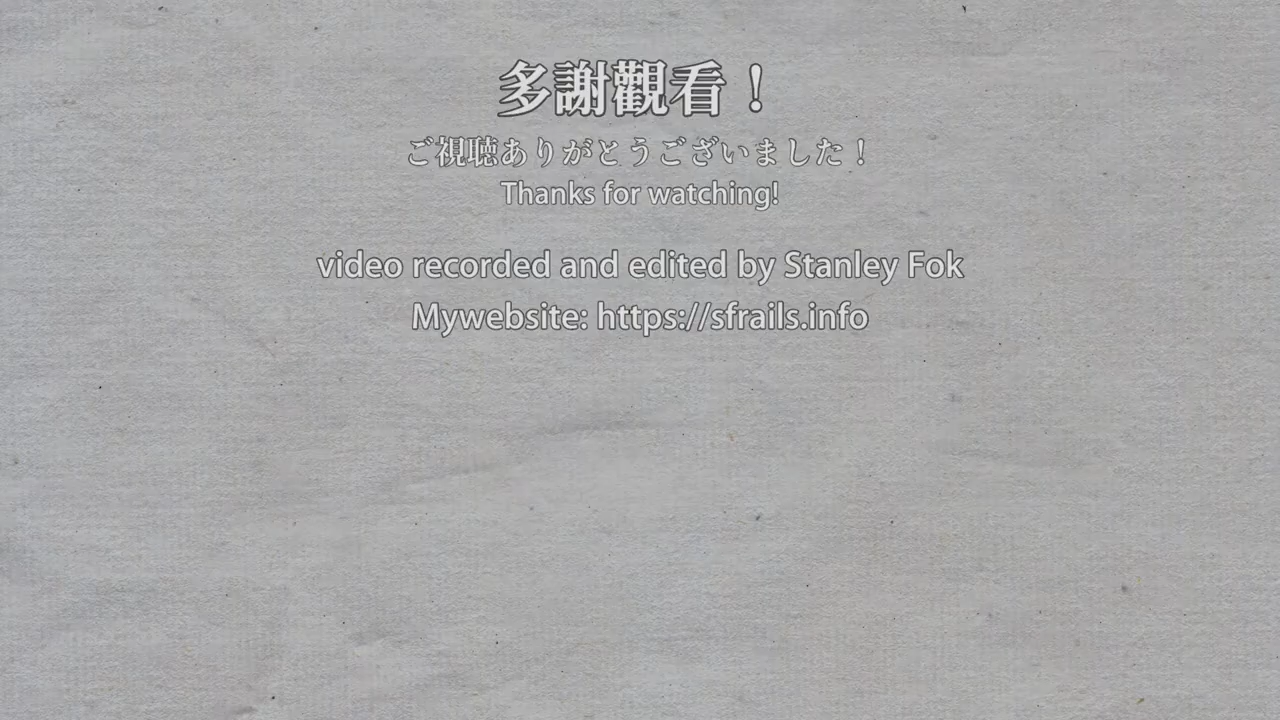 多謝觀看！
ご視聴ありがとうございました！
Thanks for watching!
video recorded and edited by Stanley Fok
Mywebsite: https://sfrails.info